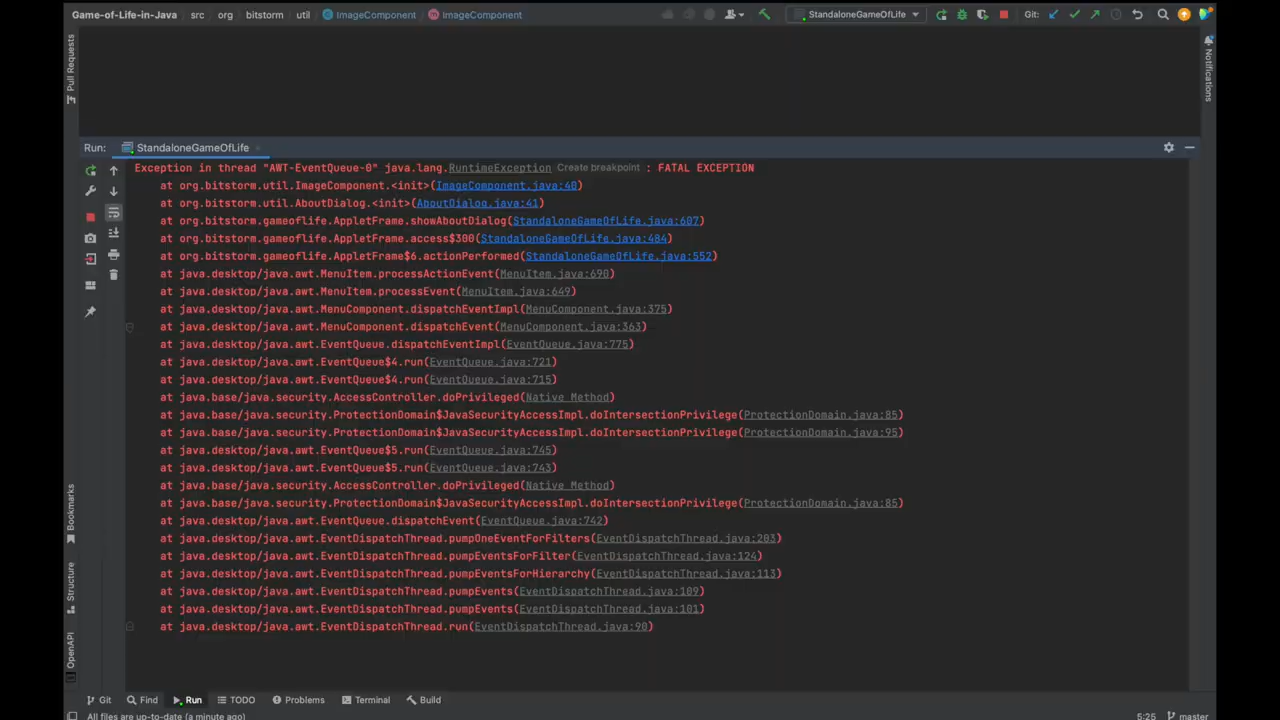 Game-of-Life-in-Java src org bitstorm util ImageComponent ImageComponent StandaloneGameOfLife Git:
Pull Requests
Notifications
Run: StandaloneGameOfLife
Exception in thread "AWT-EventQueue-0" java.lang.RuntimeException Create breakpoint : FATAL EXCEPTION
at org.bitstorm.util.ImageComponent.<init>(ImageComponent.java:40)
at org.bitstorm.util.AboutDialog.<init>(AboutDialog.java:41)
at org.bitstorm.gameoflife.AppletFrame.showAboutDialog(StandaloneGameOfLife.java:607)
at org.bitstorm.gameoflife.AppletFrame.access$300(StandaloneGameOfLife.java:484)
at org.bitstorm.gameoflife.AppletFrame$6.actionPerformed(StandaloneGameOfLife.java:552)
at java.desktop/java.awt.MenuItem.processActionEvent(MenuItem.java:690)
at java.desktop/java.awt.MenuItem.processEvent(MenuItem.java:649)
at java.desktop/java.awt.MenuComponent.dispatchEventImpl(MenuComponent.java:375)
at java.desktop/java.awt.MenuComponent.dispatchEvent(MenuComponent.java:363)
at java.desktop/java.awt.EventQueue.dispatchEventImpl(EventQueue.java:775)
at java.desktop/java.awt.EventQueue$4.run(EventQueue.java:721)
at java.desktop/java.awt.EventQueue$4.run(EventQueue.java:715)
at java.base/java.security.AccessController.doPrivileged(Native Method)
at java.base/java.security.ProtectionDomain$JavaSecurityAccessImpl.doIntersectionPrivilege(ProtectionDomain.java:85)
at java.base/java.security.ProtectionDomain$JavaSecurityAccessImpl.doIntersectionPrivilege(ProtectionDomain.java:95)
at java.desktop/java.awt.EventQueue$5.run(EventQueue.java:745)
at java.desktop/java.awt.EventQueue$5.run(EventQueue.java:743)
at java.base/java.security.AccessController.doPrivileged(Native Method)
at java.base/java.security.ProtectionDomain$JavaSecurityAccessImpl.doIntersectionPrivilege(ProtectionDomain.java:85)
at java.desktop/java.awt.EventQueue.dispatchEvent(EventQueue.java:742)
at java.desktop/java.awt.EventDispatchThread.pumpOneEventForFilters(EventDispatchThread.java:203)
at java.desktop/java.awt.EventDispatchThread.pumpEventsForFilter(EventDispatchThread.java:124)
at java.desktop/java.awt.EventDispatchThread.pumpEventsForHierarchy(EventDispatchThread.java:113)
at java.desktop/java.awt.EventDispatchThread.pumpEvents(EventDispatchThread.java:109)
at java.desktop/java.awt.EventDispatchThread.pumpEvents(EventDispatchThread.java:101)
at java.desktop/java.awt.EventDispatchThread.run(EventDispatchThread.java:90)
Bookmarks
Structure
OpenAPI
Git Find Run TODO Problems Terminal Build
All files are up-to-date (a minute ago) 5:25 master